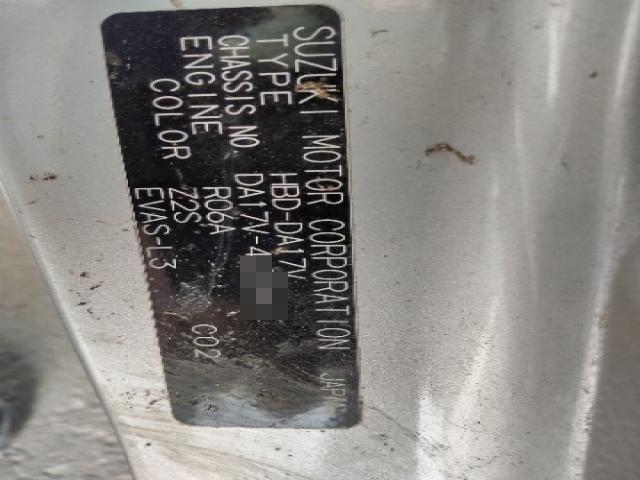 SUZUKI MOTOR CORPORATION JAPAN
TYPE HBD-DA17V
CHASSIS NO. DA17V-4
ENGINE R06A
COLOR Z2S C02
EVAS-L3